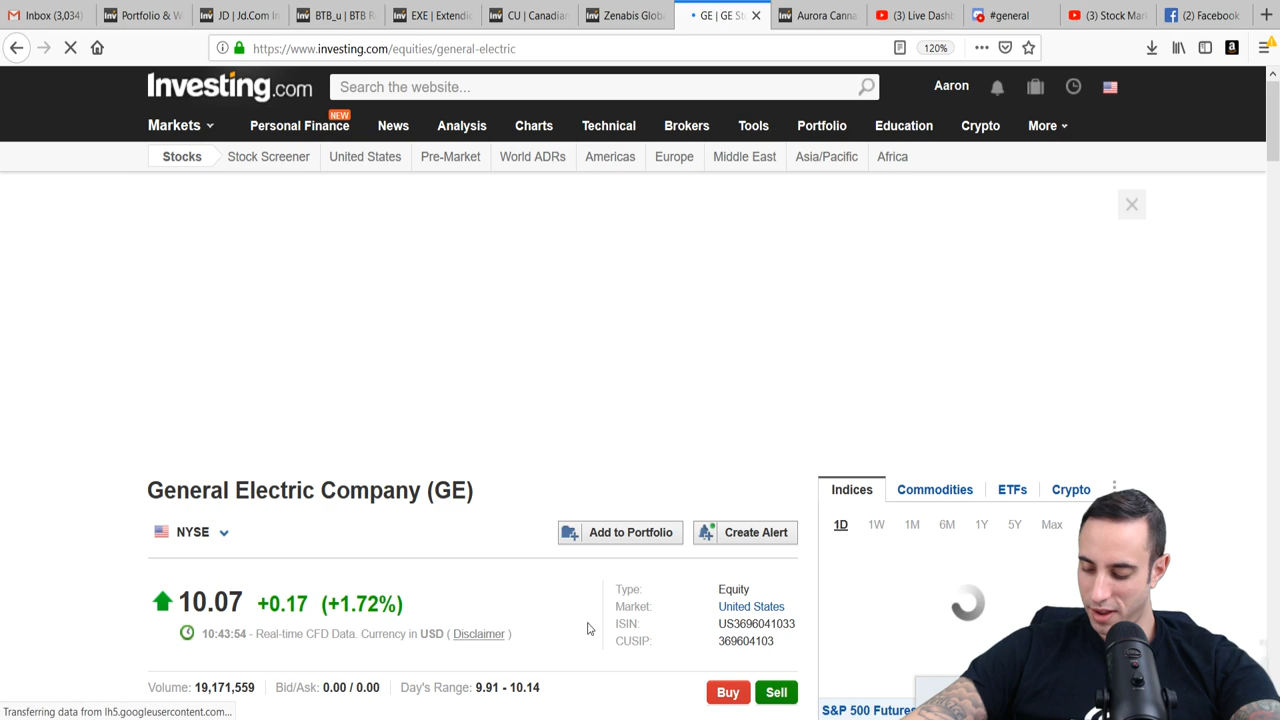 Inbox (3,034)
Portfolio & W
JD | Jd.Com In
BTB_u | BTB R
EXE | Extendic
CU | Canadian
Zenabis Globa
GE | GE St
Aurora Canna
(3) Live Dashb
#general
(3) Stock Mar
(2) Facebook
https://www.investing.com/equities/general-electric
120%
Investing.com
Search the website...
Aaron
Markets
Personal Finance
NEW
News
Analysis
Charts
Technical
Brokers
Tools
Portfolio
Education
Crypto
More
Stocks
Stock Screener
United States
Pre-Market
World ADRs
Americas
Europe
Middle East
Asia/Pacific
Africa
General Electric Company (GE)
NYSE
Add to Portfolio
Create Alert
10.07 +0.17 (+1.72%)
10:43:54 - Real-time CFD Data. Currency in USD ( Disclaimer )
Type: Equity
Market: United States
ISIN: US3696041033
CUSIP: 369604103
Volume: 19,171,559
Bid/Ask: 0.00 / 0.00
Day's Range: 9.91 - 10.14
Buy
Sell
Indices
Commodities
ETFs
Crypto
1D 1W 1M 6M 1Y 5Y Max
S&P 500 Futures
Transferring data from lh5.googleusercontent.com...